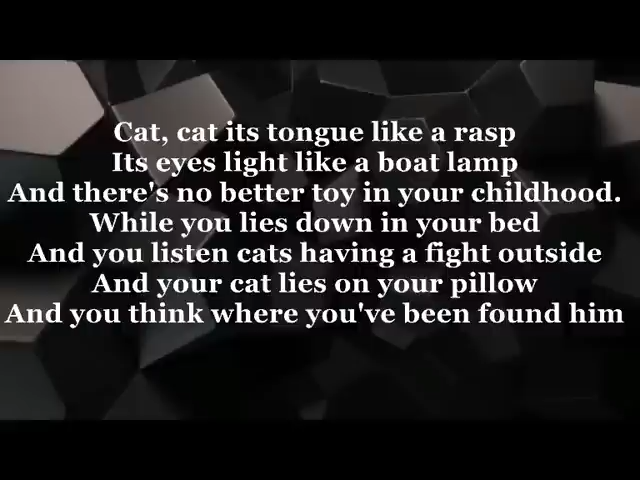 Cat, cat its tongue like a rasp
Its eyes light like a boat lamp
And there's no better toy in your childhood.
While you lies down in your bed
And you listen cats having a fight outside
And your cat lies on your pillow
And you think where you've been found him